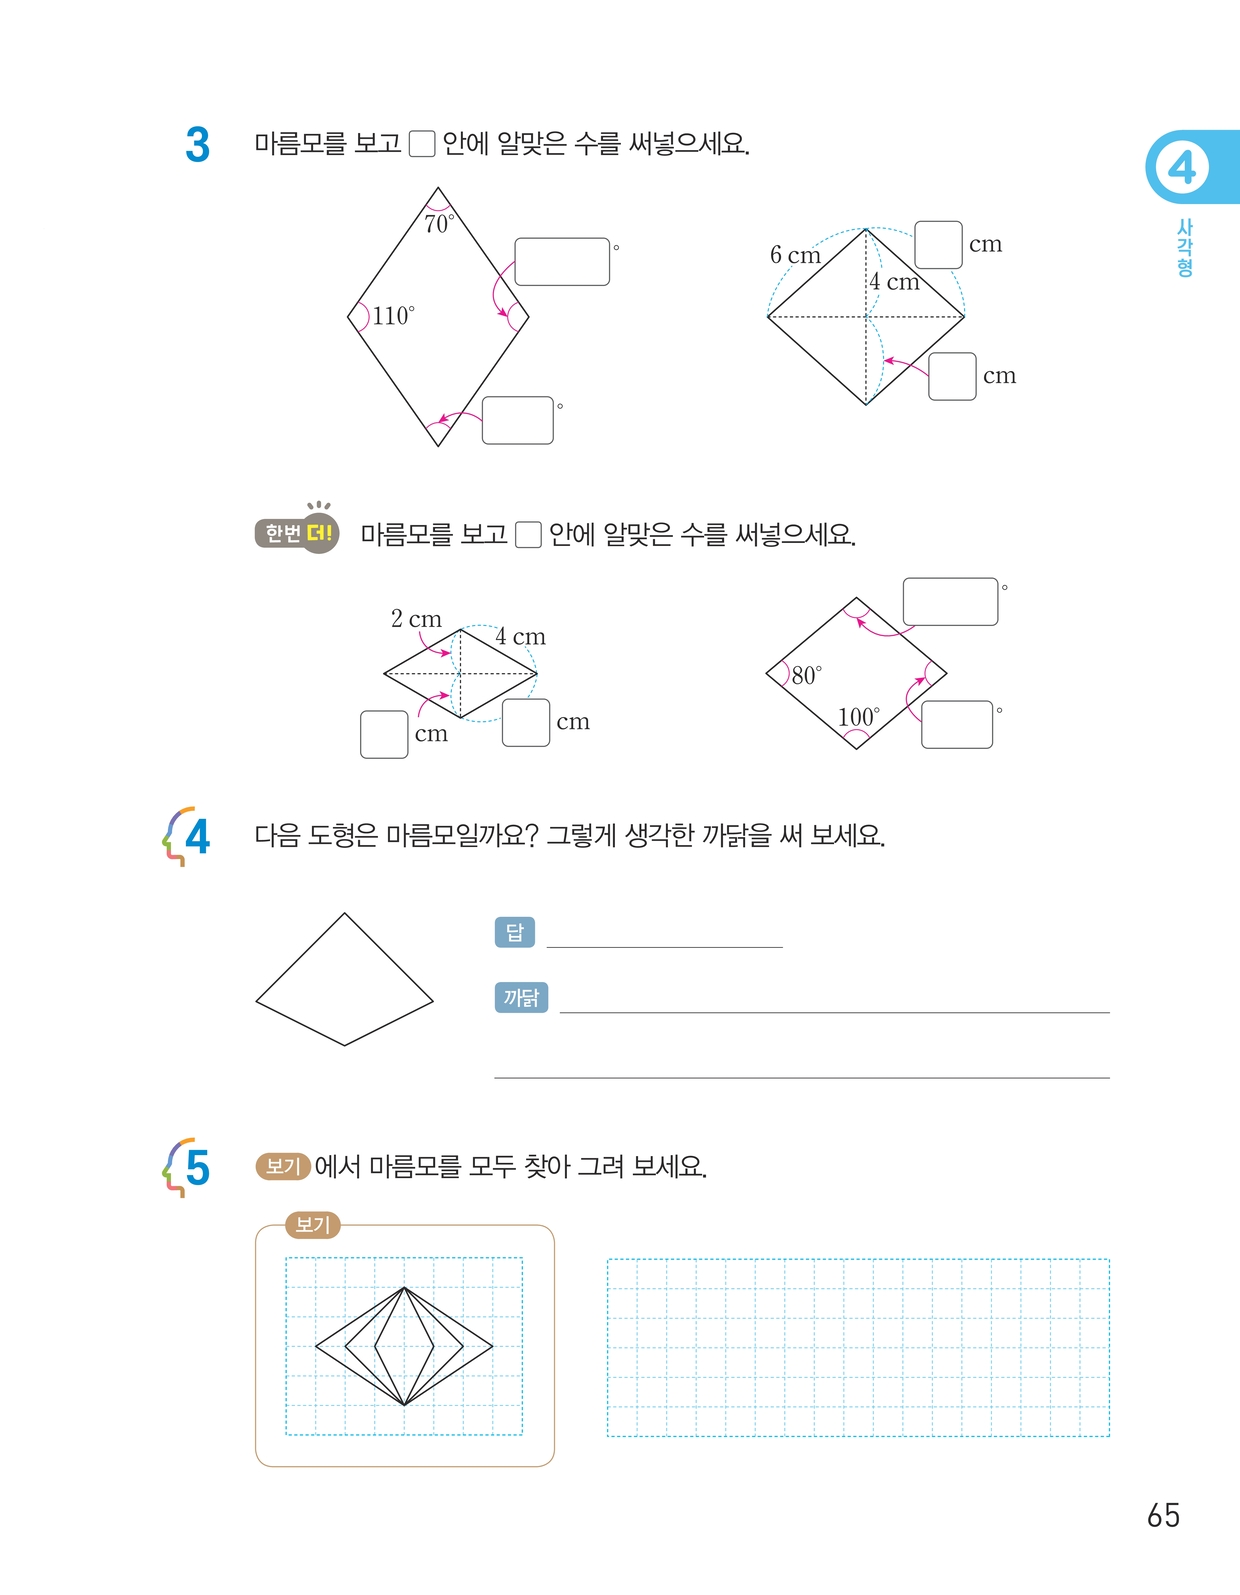 3 마름모를 보고 □ 안에 알맞은 수를 써넣으세요.
4
사각형
70°
°
110°
°
6 cm
cm
4 cm
cm
한번 더! 마름모를 보고 □ 안에 알맞은 수를 써넣으세요.
2 cm
4 cm
cm
cm
°
80°
100°
°
4 다음 도형은 마름모일까요? 그렇게 생각한 까닭을 써 보세요.
답
까닭
5 보기 에서 마름모를 모두 찾아 그려 보세요.
보기
65